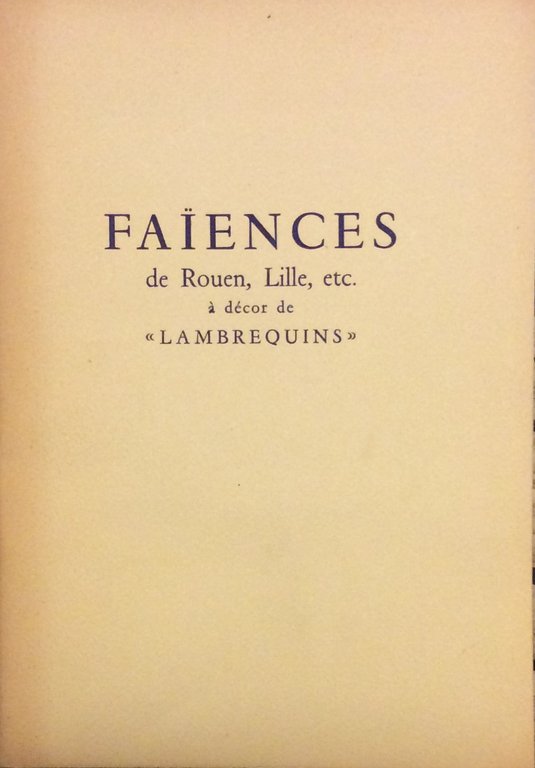 FAÏENCES
de Rouen, Lille, etc.
à décor de
« LAMBREQUINS »